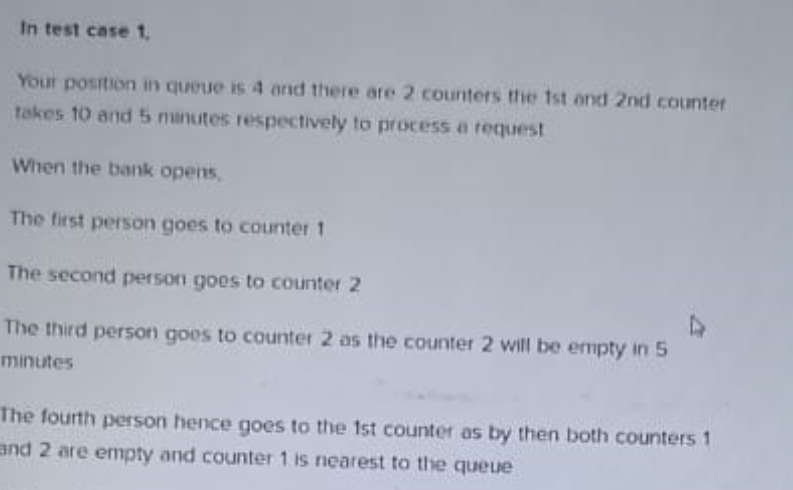 In test case 1,
Your position in queue is 4 and there are 2 counters the 1st and 2nd counter
takes 10 and 5 minutes respectively to process a request
When the bank opens,
The first person goes to counter 1
The second person goes to counter 2
The third person goes to counter 2 as the counter 2 will be empty in 5
minutes
The fourth person hence goes to the 1st counter as by then both counters 1
and 2 are empty and counter 1 is nearest to the queue